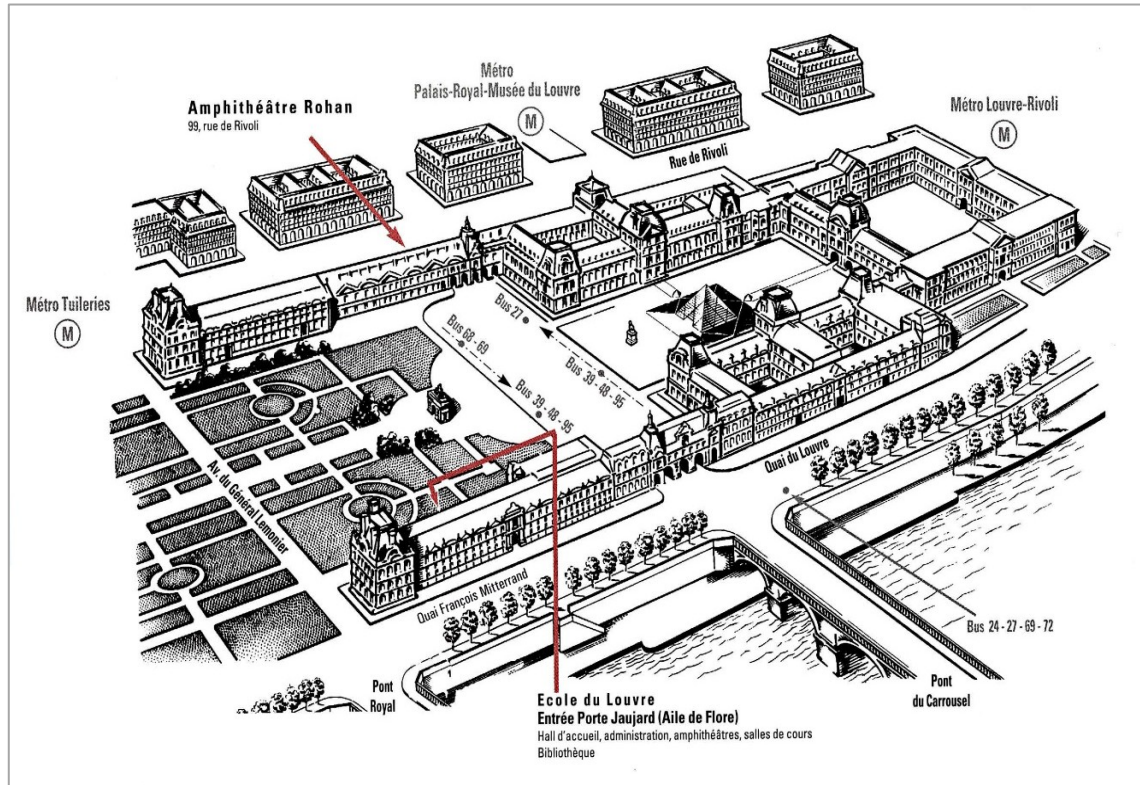 Métro
Palais-Royal-Musée du Louvre
M
Amphithéâtre Rohan
99, rue de Rivoli
Métro Louvre-Rivoli
M
Rue de Rivoli
Métro Tuileries
M
Bus 27
Bus 68-69
Bus 39-48-95
Bus 39-48-95
Quai du Louvre
Av. du Général Lemonier
Quai François Mitterrand
Bus 24 - 27 - 69 - 72
Pont
Royal
Pont
du Carrousel
Ecole du Louvre
Entrée Porte Jaujard (Aile de Flore)
Hall d'accueil, administration, amphithéâtres, salles de cours
Bibliothèque